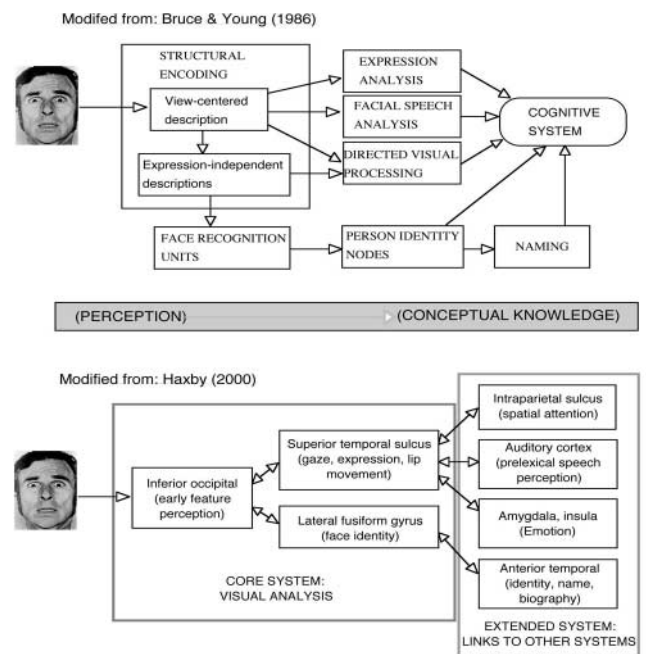 Modifed from: Bruce & Young (1986)
STRUCTURAL
ENCODING
View-centered
description
Expression-independent
descriptions
EXPRESSION
ANALYSIS
FACIAL SPEECH
ANALYSIS
DIRECTED VISUAL
PROCESSING
COGNITIVE
SYSTEM
FACE RECOGNITION
UNITS
PERSON IDENTITY
NODES
NAMING
(PERCEPTION)
(CONCEPTUAL KNOWLEDGE)
Modified from: Haxby (2000)
Inferior occipital
(early feature
perception)
Superior temporal sulcus
(gaze, expression, lip
movement)
Lateral fusiform gyrus
(face identity)
CORE SYSTEM:
VISUAL ANALYSIS
Intraparietal sulcus
(spatial attention)
Auditory cortex
(prelexical speech
perception)
Amygdala, insula
(Emotion)
Anterior temporal
(identity, name,
biography)
EXTENDED SYSTEM:
LINKS TO OTHER SYSTEMS